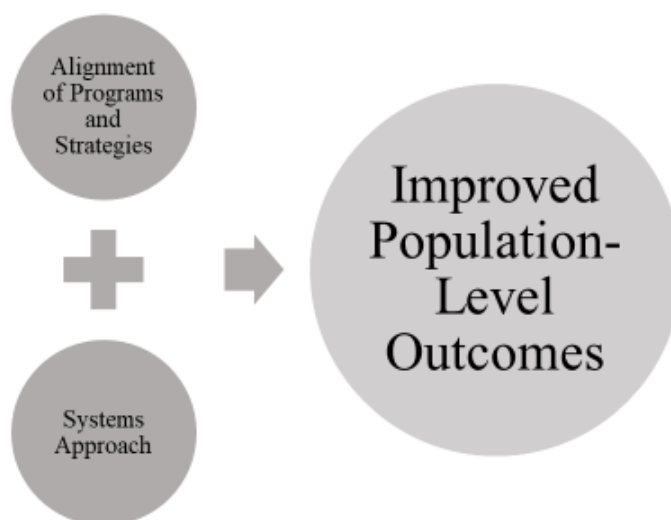 Alignment
of Programs
and
Strategies
Systems
Approach
Improved
Population-
Level
Outcomes